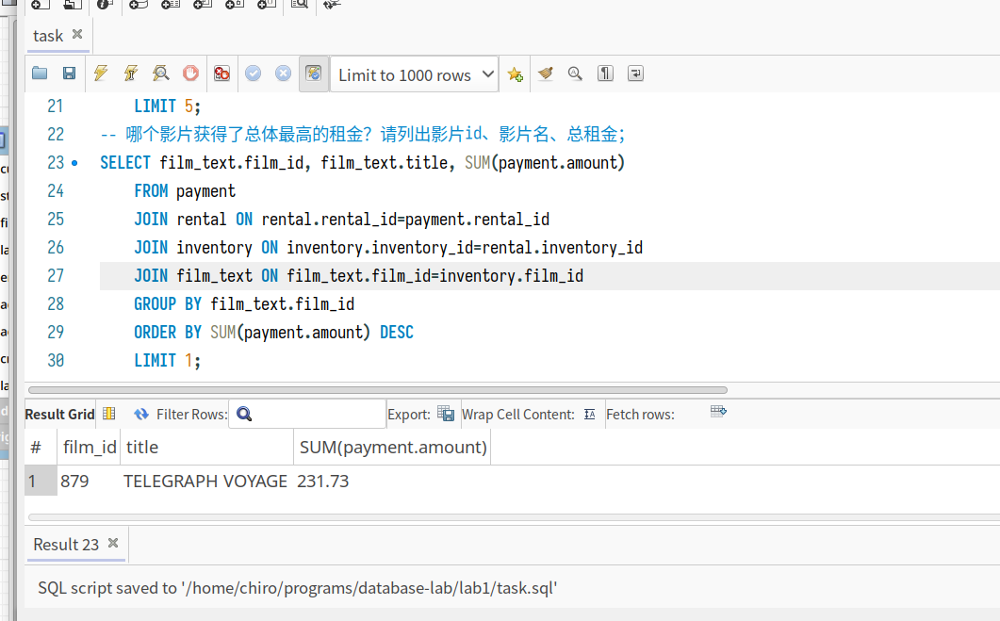 task
Limit to 1000 rows
21 LIMIT 5;
22 -- 哪个影片获得了总体最高的租金？请列出影片id、影片名、总租金；
23 SELECT film_text.film_id, film_text.title, SUM(payment.amount)
24 FROM payment
25 JOIN rental ON rental.rental_id=payment.rental_id
26 JOIN inventory ON inventory.inventory_id=rental.inventory_id
27 JOIN film_text ON film_text.film_id=inventory.film_id
28 GROUP BY film_text.film_id
29 ORDER BY SUM(payment.amount) DESC
30 LIMIT 1;
Result Grid Filter Rows: Export: Wrap Cell Content: Fetch rows:
# film_id title SUM(payment.amount)
1 879 TELEGRAPH VOYAGE 231.73
Result 23
SQL script saved to '/home/chiro/programs/database-lab/lab1/task.sql'